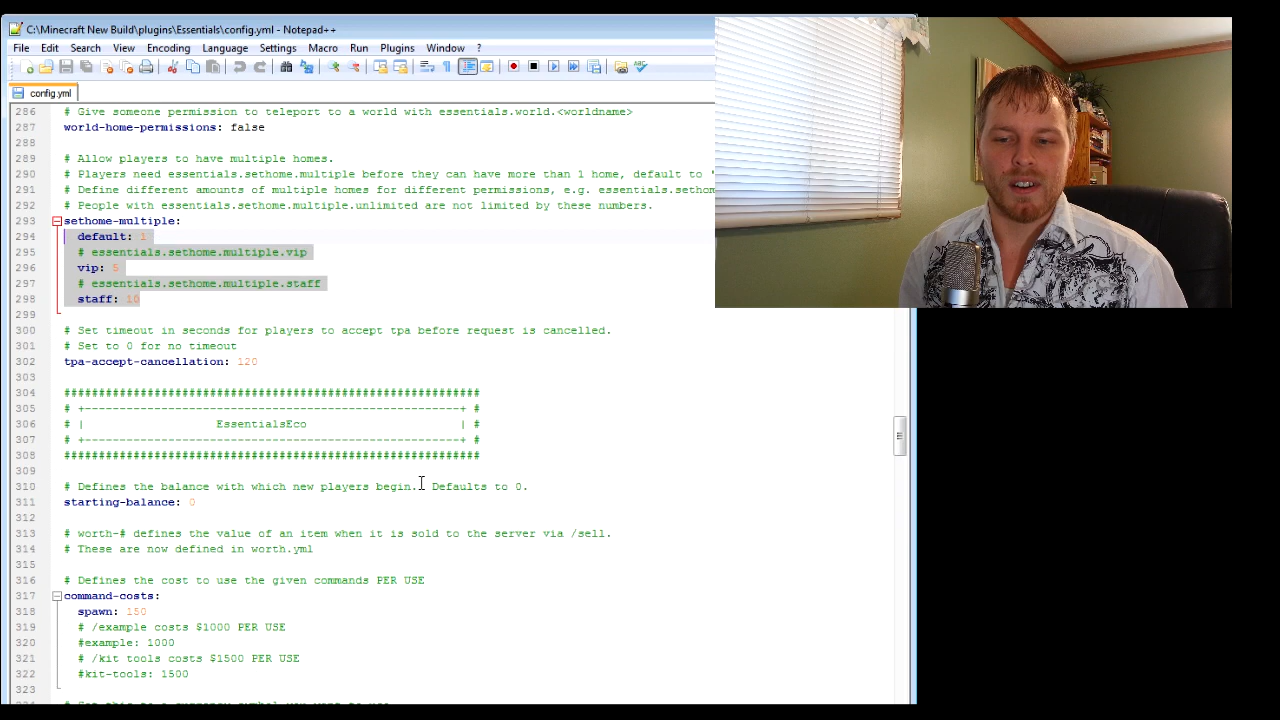 C:\Minecraft New Build\plugins\Essentials\config.yml - Notepad++
File Edit Search View Encoding Language Settings Macro Run Plugins Window ?
config.yml
286 # Give someone permission to teleport to a world with essentials.world.<worldname>
287 world-home-permissions: false
288
289 # Allow players to have multiple homes.
290 # Players need essentials.sethome.multiple before they can have more than 1 home, default to '
291 # Define different amounts of multiple homes for different permissions, e.g. essentials.sethom
292 # People with essentials.sethome.multiple.unlimited are not limited by these numbers.
293 sethome-multiple:
294 default: 1
295 # essentials.sethome.multiple.vip
296 vip: 5
297 # essentials.sethome.multiple.staff
298 staff: 10
299
300 # Set timeout in seconds for players to accept tpa before request is cancelled.
301 # Set to 0 for no timeout
302 tpa-accept-cancellation: 120
303
304 ############################################################
305 # +------------------------------------------------------+ #
306 # | EssentialsEco | #
307 # +------------------------------------------------------+ #
308 ############################################################
309
310 # Defines the balance with which new players begin. Defaults to 0.
311 starting-balance: 0
312
313 # worth-# defines the value of an item when it is sold to the server via /sell.
314 # These are now defined in worth.yml
315
316 # Defines the cost to use the given commands PER USE
317 command-costs:
318 spawn: 150
319 # /example costs $1000 PER USE
320 #example: 1000
321 # /kit tools costs $1500 PER USE
322 #kit-tools: 1500
323